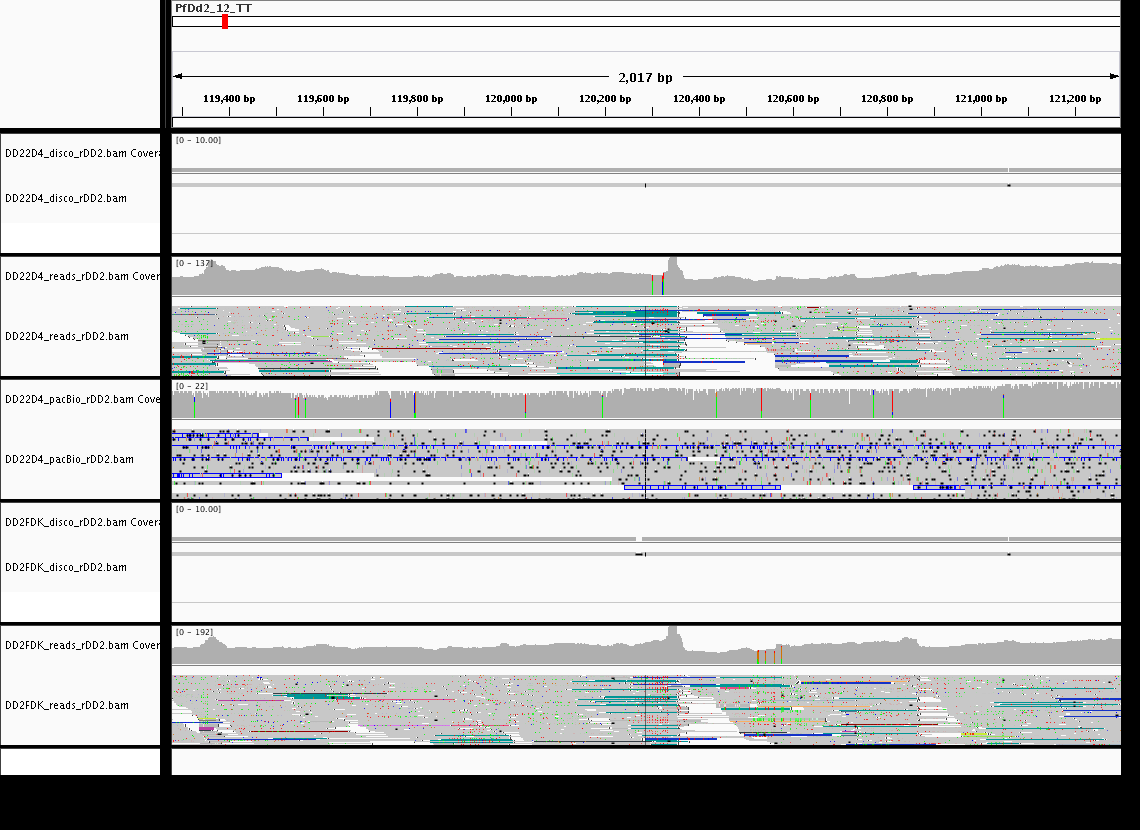 PfDd2_12_TT
2,017 bp
119,400 bp 119,600 bp 119,800 bp 120,000 bp 120,200 bp 120,400 bp 120,600 bp 120,800 bp 121,000 bp 121,200 bp
[0 - 10.00]
DD22D4_disco_rDD2.bam Covera
DD22D4_disco_rDD2.bam
[0 - 137]
DD22D4_reads_rDD2.bam Cover
DD22D4_reads_rDD2.bam
[0 - 22]
DD22D4_pacBio_rDD2.bam Cove
DD22D4_pacBio_rDD2.bam
[0 - 10.00]
DD2FDK_disco_rDD2.bam Covera
DD2FDK_disco_rDD2.bam
[0 - 192]
DD2FDK_reads_rDD2.bam Cover
DD2FDK_reads_rDD2.bam